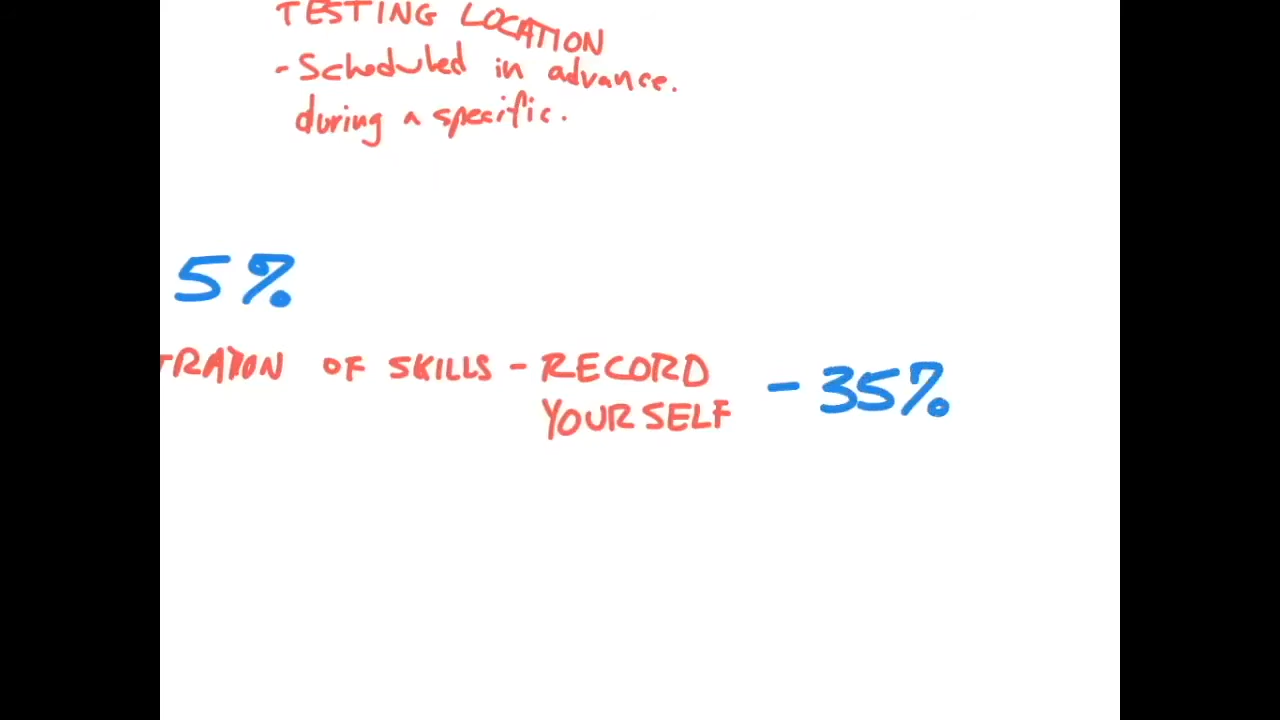 TESTING LOCATION
- Scheduled in advance.
during a specific.
5%
TRATION OF SKILLS - RECORD
YOURSELF
- 35%